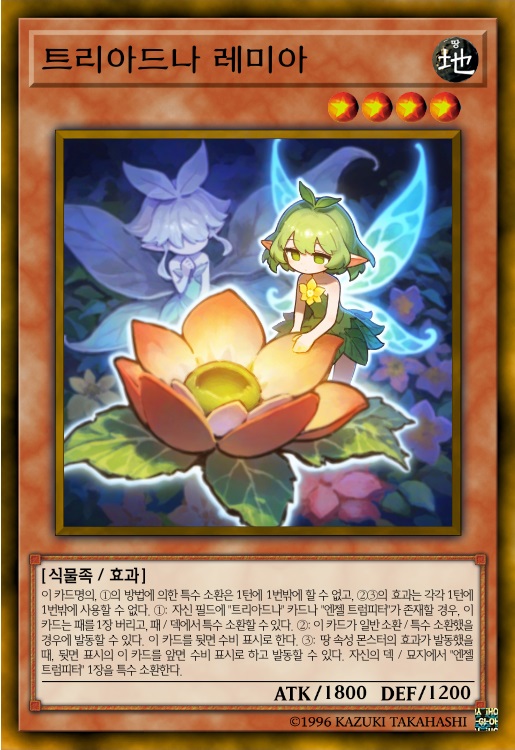 트리아드나 레미아
땅
地
[식물족 / 효과]
이 카드명의, ①의 방법에 의한 특수 소환은 1턴에 1번밖에 할 수 없고, ②③의 효과는 각각 1턴에
1번밖에 사용할 수 없다. ①: 자신 필드에 "트리아드나" 카드나 "엔젤 트럼피터"가 존재할 경우, 이
카드는 패를 1장 버리고, 패 / 덱에서 특수 소환할 수 있다. ②: 이 카드가 일반 소환 / 특수 소환했을
경우에 발동할 수 있다. 이 카드를 뒷면 수비 표시로 한다. ③: 땅 속성 몬스터의 효과가 발동했을
때, 뒷면 표시의 이 카드를 앞면 수비 표시로 하고 발동할 수 있다. 자신의 덱 / 묘지에서 "엔젤
트럼피터" 1장을 특수 소환한다.
ATK/1800 DEF/1200
©1996 KAZUKI TAKAHASHI